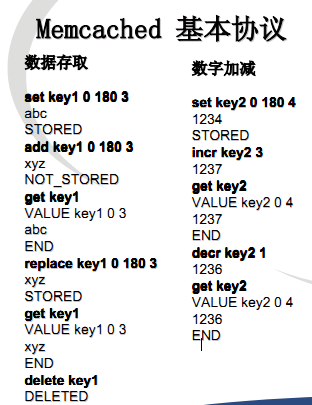 Memcached 基本协议
数据存取
set key1 0 180 3
abc
STORED
add key1 0 180 3
xyz
NOT_STORED
get key1
VALUE key1 0 3
abc
END
replace key1 0 180 3
xyz
STORED
get key1
VALUE key1 0 3
xyz
END
delete key1
DELETED
数字加减
set key2 0 180 4
1234
STORED
incr key2 3
1237
get key2
VALUE key2 0 4
1237
END
decr key2 1
1236
get key2
VALUE key2 0 4
1236
END